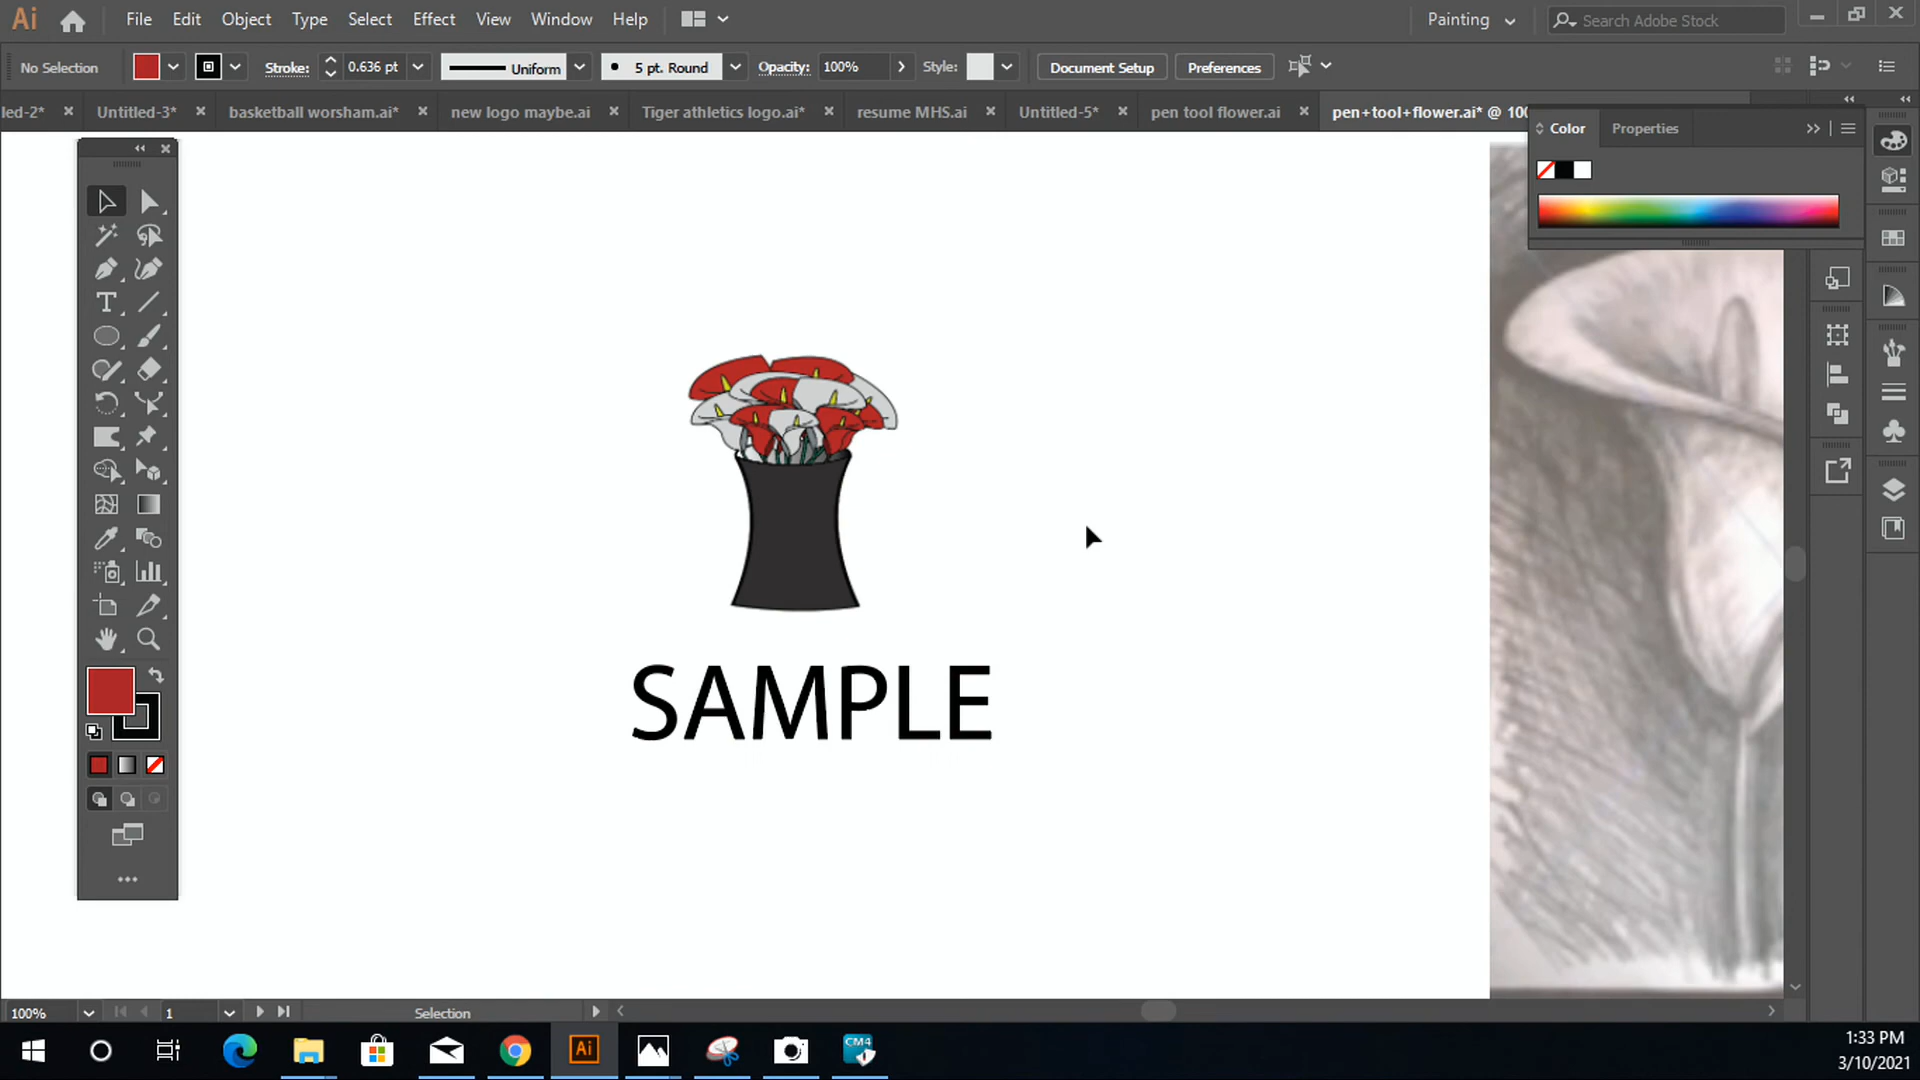 Ai File Edit Object Type Select Effect View Window Help Painting Search Adobe Stock
No Selection Stroke: 0.636 pt Uniform 5 pt. Round Opacity: 100% Style: Document Setup Preferences
led-2* Untitled-3* basketball worsham.ai* new logo maybe.ai Tiger athletics logo.ai* resume MHS.ai Untitled-5* pen tool flower.ai pen+tool+flower.ai* @ 100
Color Properties
SAMPLE
100% 1 Selection
Ai CM4
1:33 PM
3/10/2021